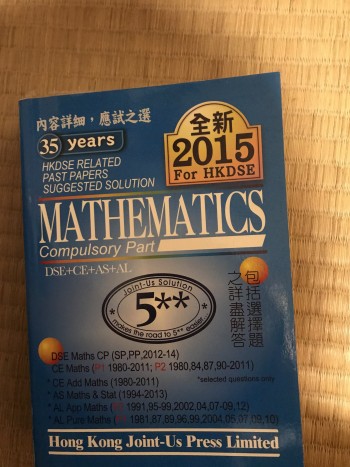 內容詳細，應試之選
35 years
HKDSE RELATED
PAST PAPERS
SUGGESTED SOLUTION
全新
2015
For HKDSE
MATHEMATICS
Compulsory Part
DSE+CE+AS+AL
Joint-Us Solution
5**
* makes the road to 5** easier *
包括選擇題
之詳盡解答
DSE Maths CP (SP,PP,2012-14)
CE Maths (P1 1980-2011; P2 1980,84,87,90-2011)
* CE Add Maths (1980-2011)
*selected questions only
* AS Maths & Stat (1994-2013)
* AL App Maths (P1 1991,95-99,2002,04,07-09,12)
* AL Pure Maths (P1 1981,87,89,96,99,2004,05,07,09,10)
Hong Kong Joint-Us Press Limited